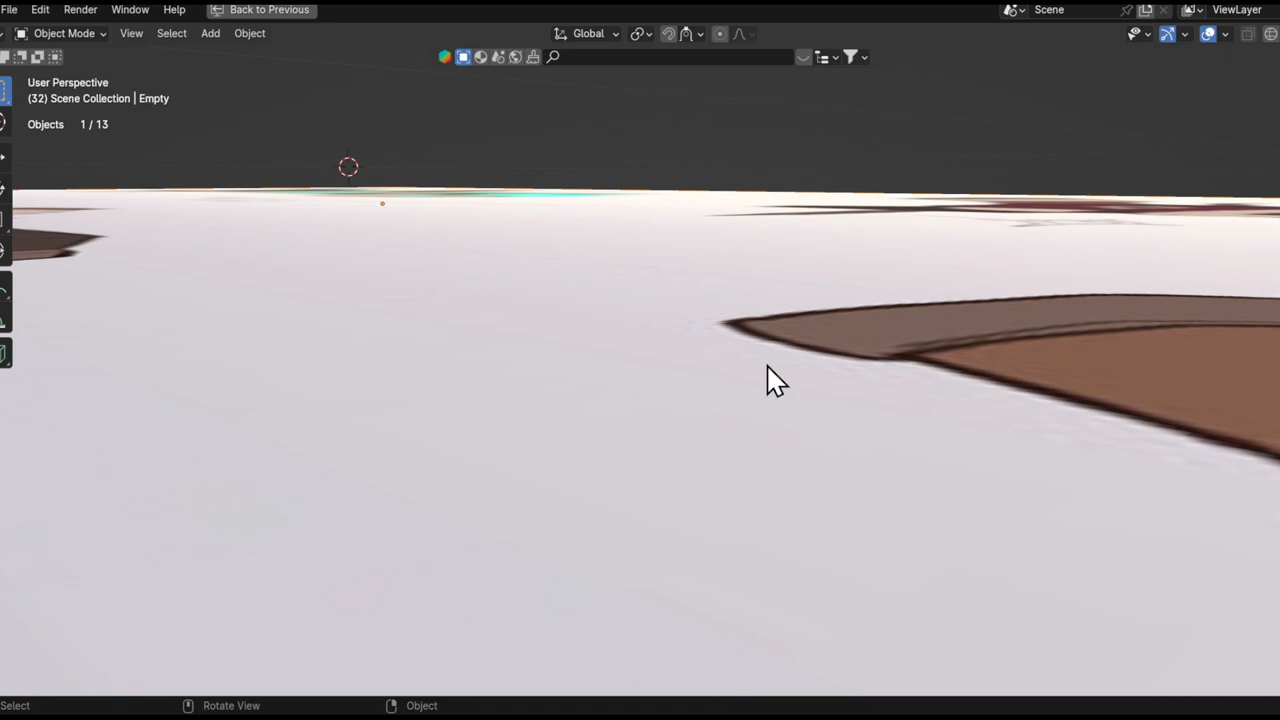 File Edit Render Window Help Back to Previous Scene ViewLayer
Object Mode View Select Add Object Global
User Perspective
(32) Scene Collection | Empty
Objects 1 / 13
Select Rotate View Object